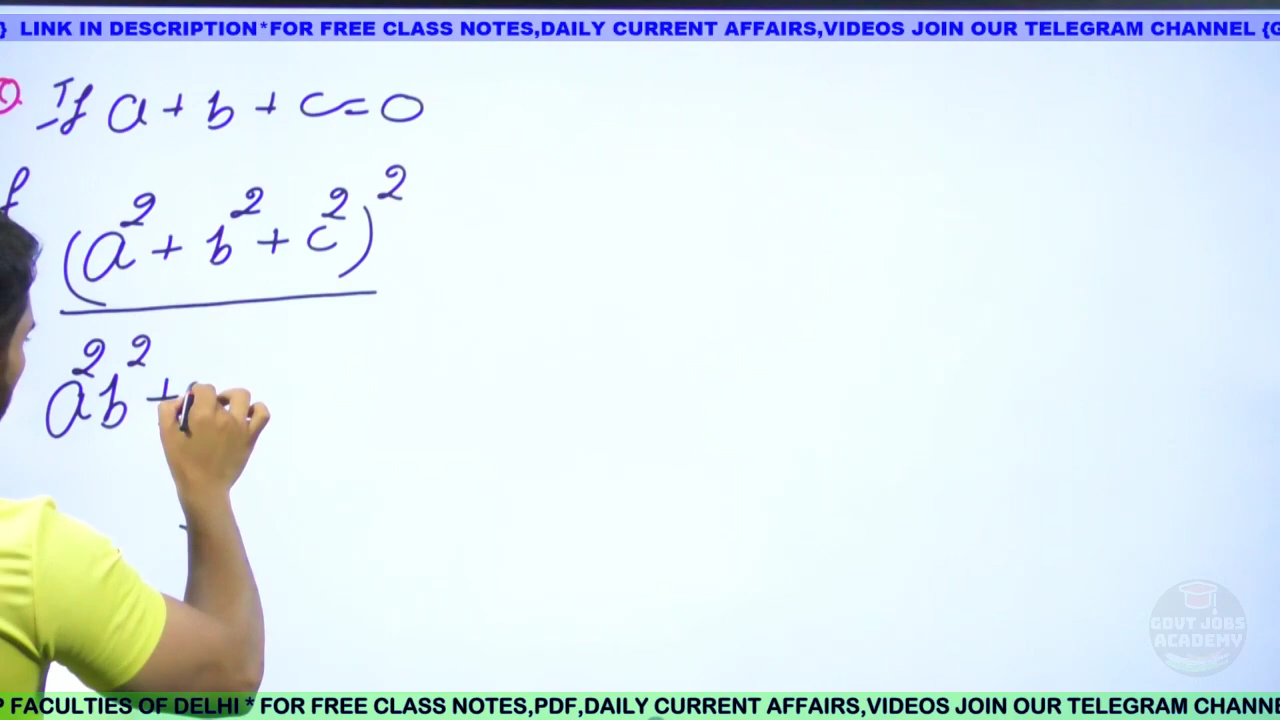 } LINK IN DESCRIPTION*FOR FREE CLASS NOTES,DAILY CURRENT AFFAIRS,VIDEOS JOIN OUR TELEGRAM CHANNEL {G
Q If a + b + c = 0
f
(a² + b² + c²)²
a²b² +
GOVT JOBS
ACADEMY
P FACULTIES OF DELHI * FOR FREE CLASS NOTES,PDF,DAILY CURRENT AFFAIRS,VIDEOS JOIN OUR TELEGRAM CHANNE